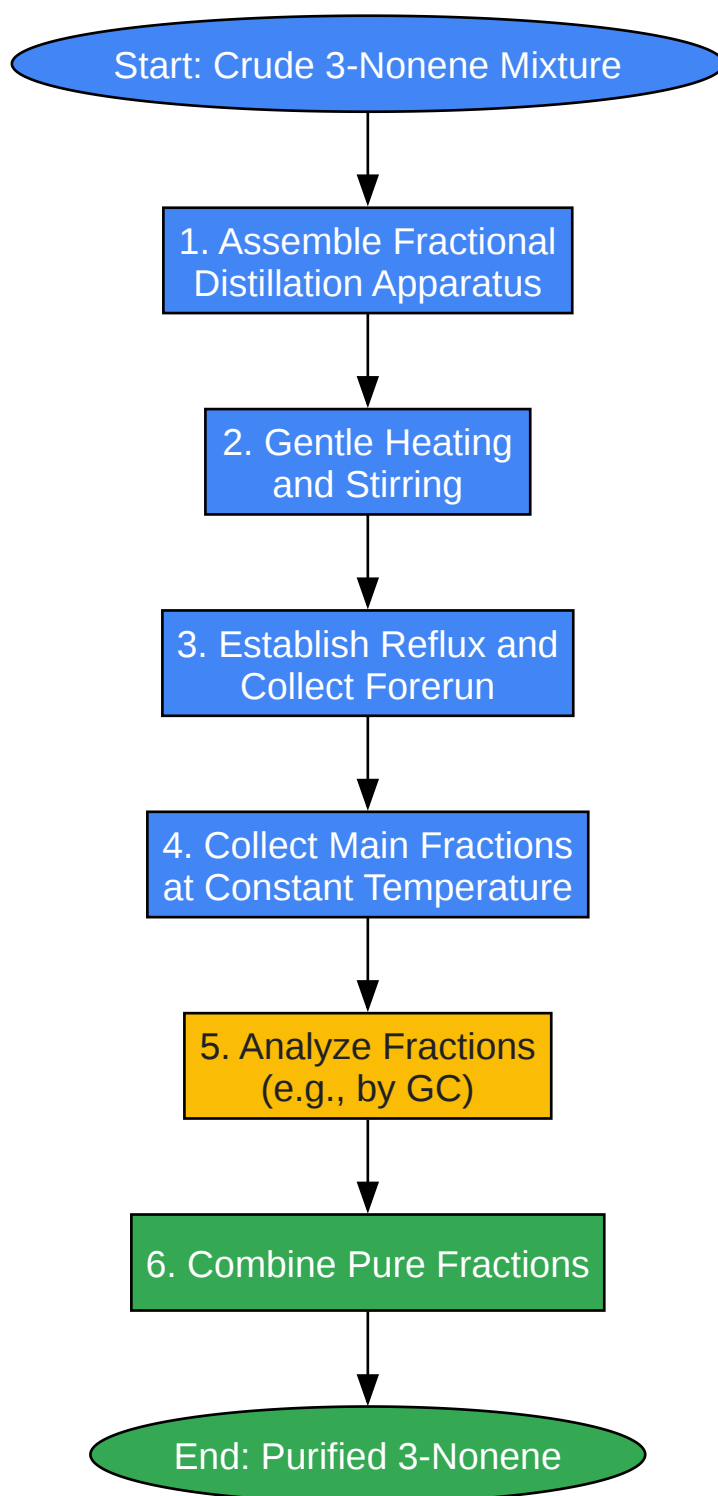 Start: Crude 3-Nonene Mixture
1. Assemble Fractional
Distillation Apparatus
2. Gentle Heating
and Stirring
3. Establish Reflux and
Collect Forerun
4. Collect Main Fractions
at Constant Temperature
5. Analyze Fractions
(e.g., by GC)
6. Combine Pure Fractions
End: Purified 3-Nonene